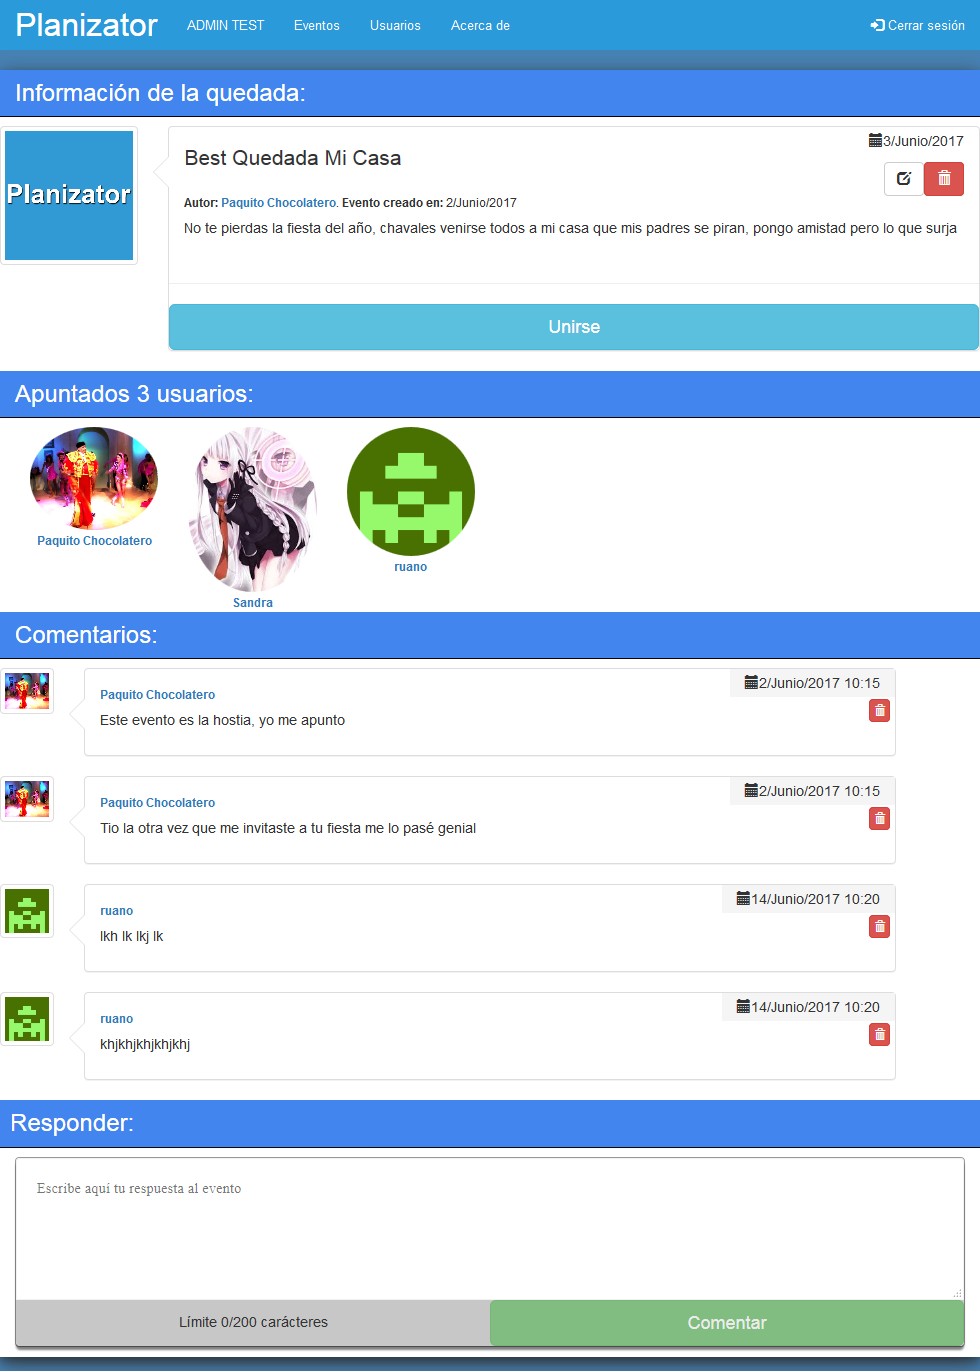 Planizator ADMIN TEST Eventos Usuarios Acerca de Cerrar sesión
Información de la quedada:
3/Junio/2017
Best Quedada Mi Casa
Planizator
Autor: Paquito Chocolatero. Evento creado en: 2/Junio/2017
No te pierdas la fiesta del año, chavales venirse todos a mi casa que mis padres se piran, pongo amistad pero lo que surja
Unirse
Apuntados 3 usuarios:
Paquito Chocolatero
ruano
Sandra
Comentarios:
2/Junio/2017 10:15
Paquito Chocolatero
Este evento es la hostia, yo me apunto
2/Junio/2017 10:15
Paquito Chocolatero
Tio la otra vez que me invitaste a tu fiesta me lo pasé genial
14/Junio/2017 10:20
ruano
lkh lk lkj lk
14/Junio/2017 10:20
ruano
khjkhjkhjkhjkhj
Responder:
Escribe aquí tu respuesta al evento
Límite 0/200 carácteres
Comentar